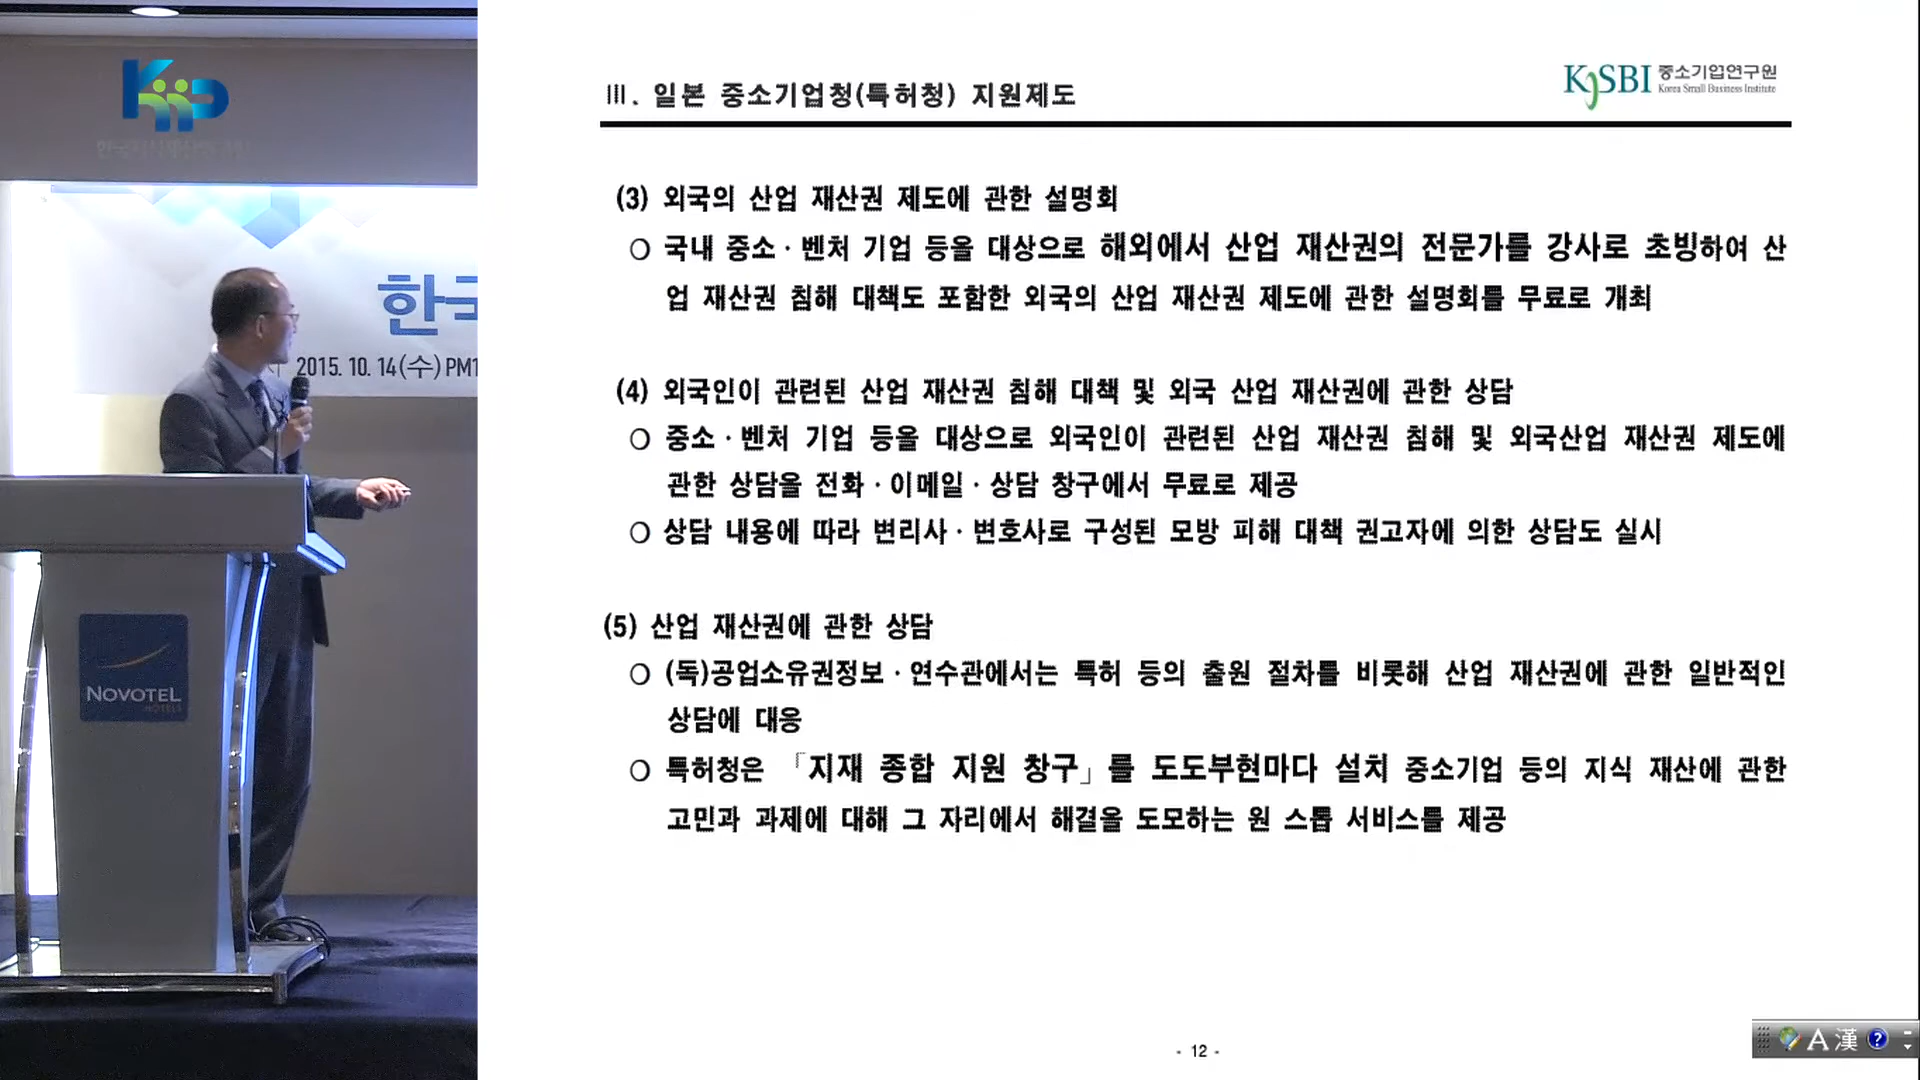 KIIP
한국
2015. 10. 14(수) PM1
NOVOTEL
HOTELS
Ⅲ. 일본 중소기업청(특허청) 지원제도
KOSBI 중소기업연구원
Korea Small Business Institute
(3) 외국의 산업 재산권 제도에 관한 설명회
○ 국내 중소·벤처 기업 등을 대상으로 해외에서 산업 재산권의 전문가를 강사로 초빙하여 산
업 재산권 침해 대책도 포함한 외국의 산업 재산권 제도에 관한 설명회를 무료로 개최
(4) 외국인이 관련된 산업 재산권 침해 대책 및 외국 산업 재산권에 관한 상담
○ 중소·벤처 기업 등을 대상으로 외국인이 관련된 산업 재산권 침해 및 외국산업 재산권 제도에
관한 상담을 전화·이메일·상담 창구에서 무료로 제공
○ 상담 내용에 따라 변리사·변호사로 구성된 모방 피해 대책 권고자에 의한 상담도 실시
(5) 산업 재산권에 관한 상담
○ (독)공업소유권정보·연수관에서는 특허 등의 출원 절차를 비롯해 산업 재산권에 관한 일반적인
상담에 대응
○ 특허청은 「지재 종합 지원 창구」를 도도부현마다 설치 중소기업 등의 지식 재산에 관한
고민과 과제에 대해 그 자리에서 해결을 도모하는 원 스톱 서비스를 제공
- 12 -
A 漢 ?